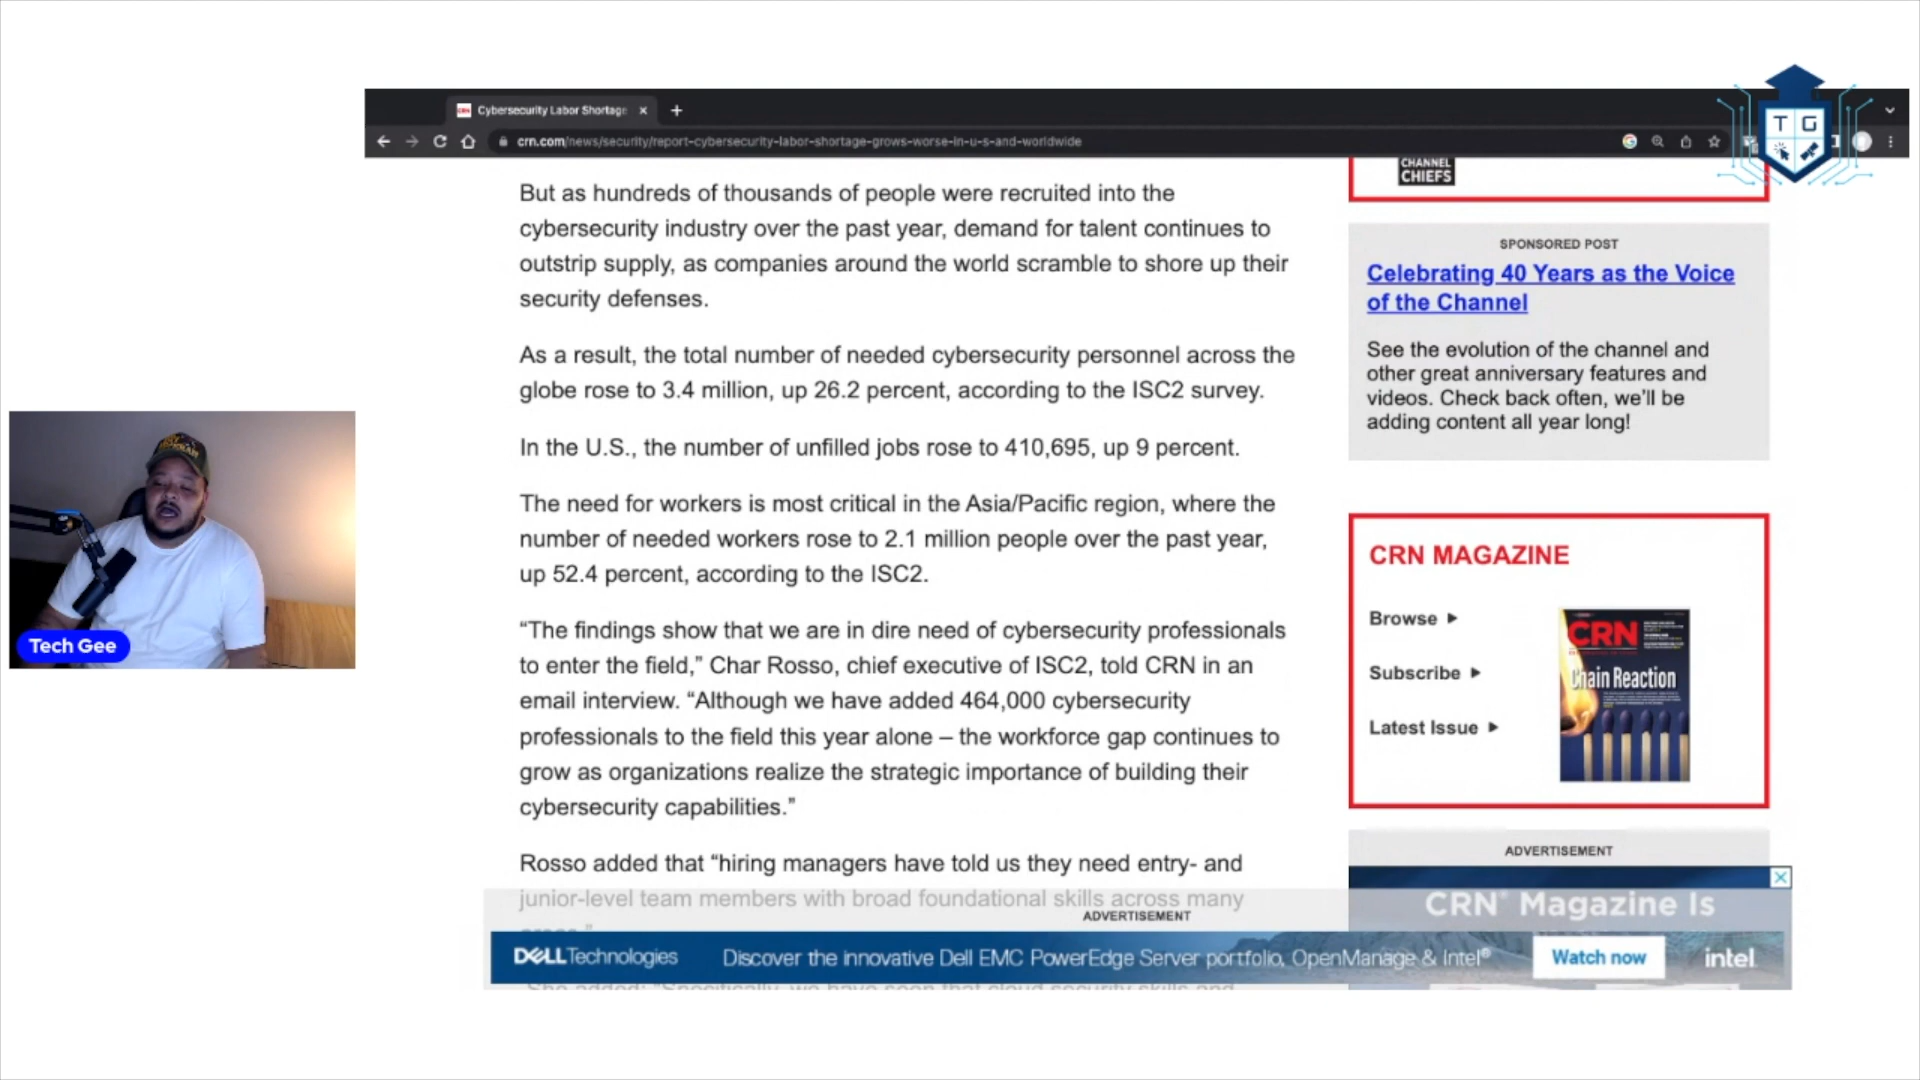 Cybersecurity Labor Shortage
crn.com/news/security/report-cybersecurity-labor-shortage-grows-worse-in-u-s-and-worldwide
T G
But as hundreds of thousands of people were recruited into the
cybersecurity industry over the past year, demand for talent continues to
outstrip supply, as companies around the world scramble to shore up their
security defenses.
As a result, the total number of needed cybersecurity personnel across the
globe rose to 3.4 million, up 26.2 percent, according to the ISC2 survey.
In the U.S., the number of unfilled jobs rose to 410,695, up 9 percent.
The need for workers is most critical in the Asia/Pacific region, where the
number of needed workers rose to 2.1 million people over the past year,
up 52.4 percent, according to the ISC2.
“The findings show that we are in dire need of cybersecurity professionals
to enter the field,” Char Rosso, chief executive of ISC2, told CRN in an
email interview. “Although we have added 464,000 cybersecurity
professionals to the field this year alone – the workforce gap continues to
grow as organizations realize the strategic importance of building their
cybersecurity capabilities.”
Rosso added that “hiring managers have told us they need entry- and
junior-level team members with broad foundational skills across many
CHANNEL
CHIEFS
SPONSORED POST
Celebrating 40 Years as the Voice
of the Channel
See the evolution of the channel and
other great anniversary features and
videos. Check back often, we’ll be
adding content all year long!
CRN MAGAZINE
Browse
Subscribe
Latest Issue
CRN
Chain Reaction
ADVERTISEMENT
CRN® Magazine Is
ADVERTISEMENT
DELL Technologies
Discover the innovative Dell EMC PowerEdge Server portfolio, OpenManage & Intel®
Watch now
intel
She added: “Specifically, we have seen that cloud security skills and
Tech Gee